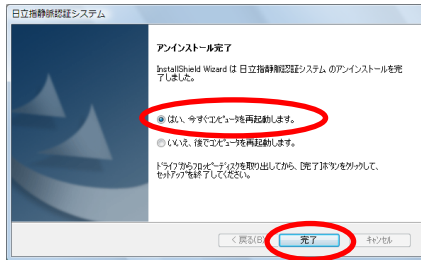 日立指静脈認証システム
アンインストール完了
InstallShield Wizard は 日立指静脈認証システム のアンインストールを完
了しました。
はい、今すぐコンピュータを再起動します。
いいえ、後でコンピュータを再起動します。
ドライブからフロッピーディスクを取り出してから、[完了]ボタンをクリックして、
セットアップを終了してください。
< 戻る(B)
完了
キャンセル